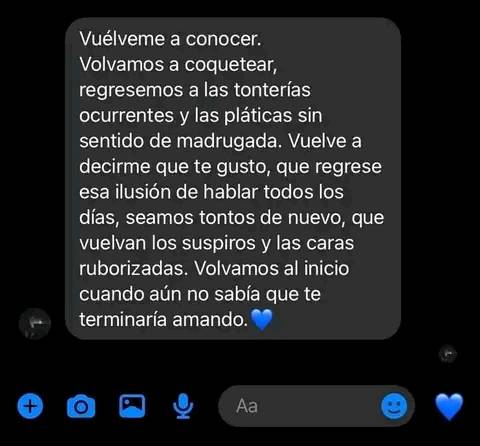 Vuélveme a conocer.
Volvamos a coquetear,
regresemos a las tonterías
ocurrentes y las pláticas sin
sentido de madrugada. Vuelve a
decirme que te gusto, que regrese
esa ilusión de hablar todos los
días, seamos tontos de nuevo, que
vuelvan los suspiros y las caras
ruborizadas. Volvamos al inicio
cuando aún no sabía que te
terminaría amando.💙
Aa